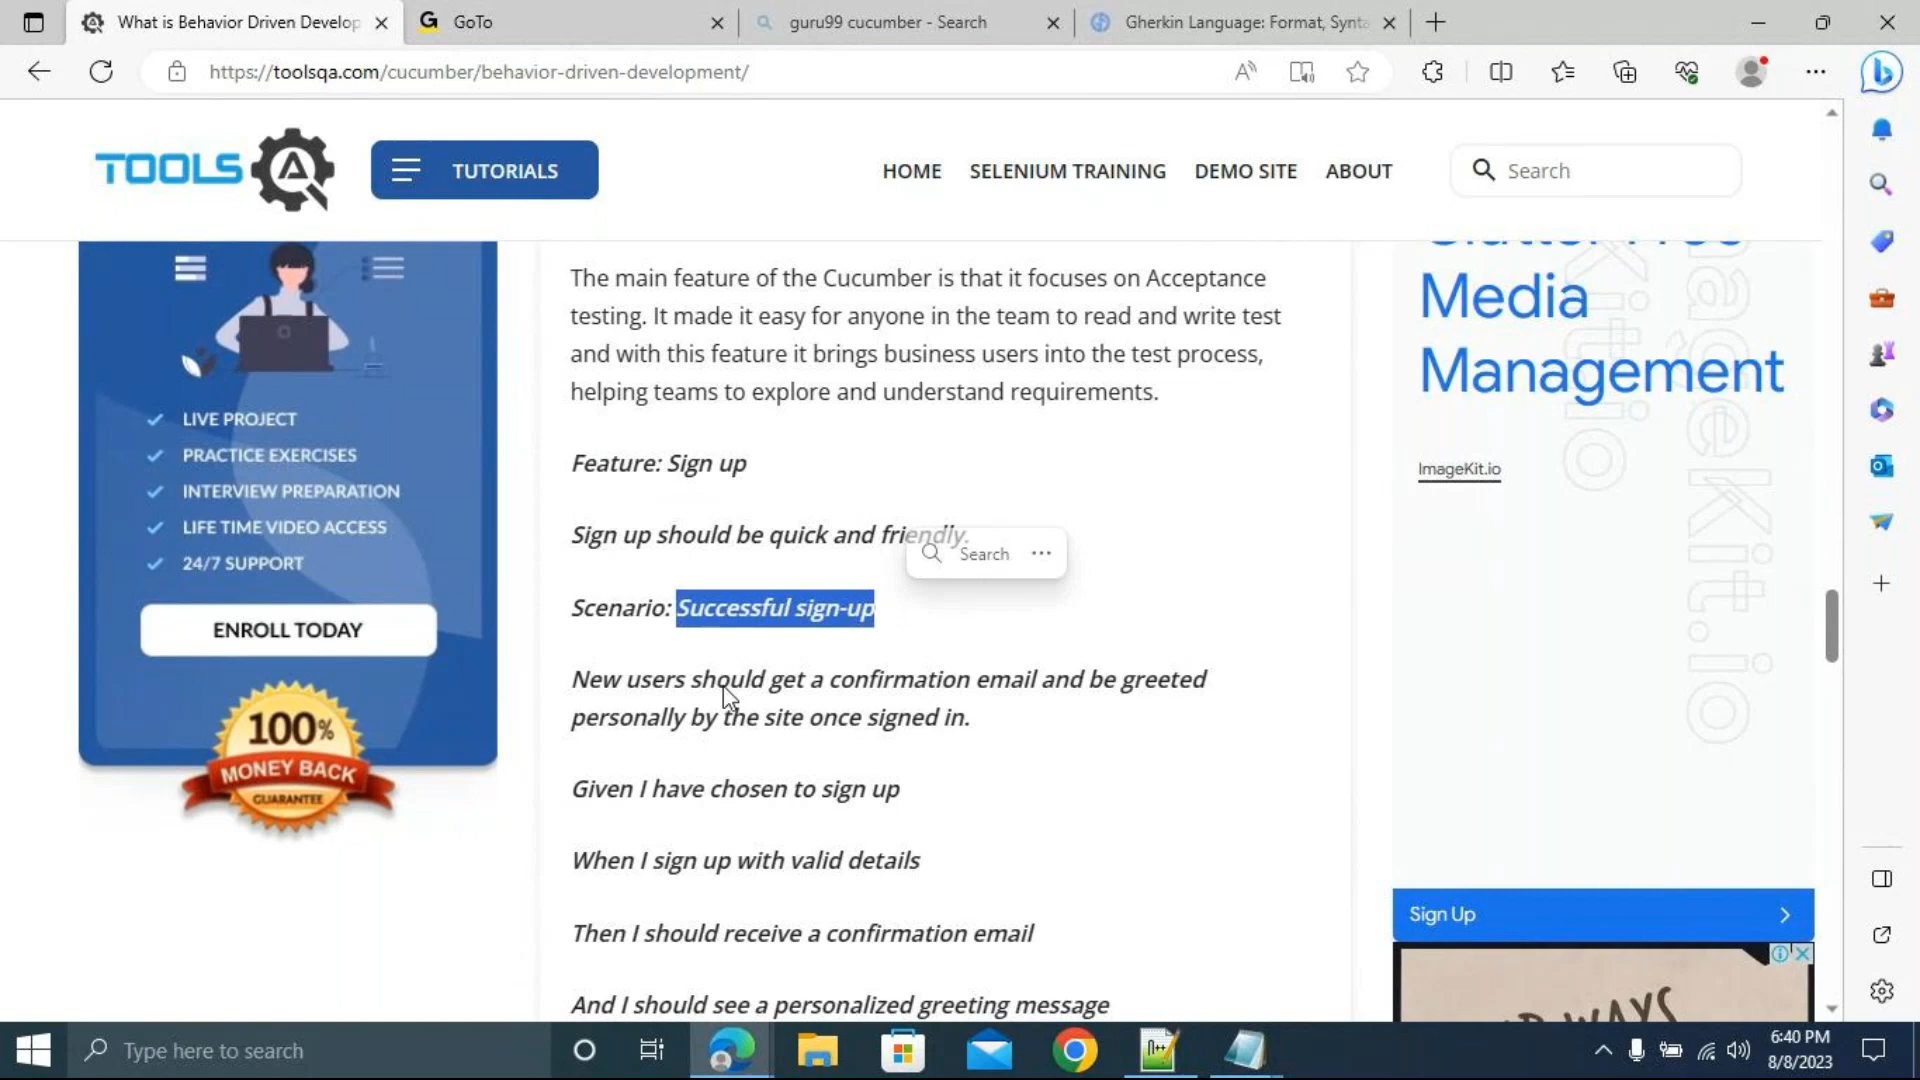 What is Behavior Driven Develop
GoTo
guru99 cucumber - Search
Gherkin Language: Format, Synta
https://toolsqa.com/cucumber/behavior-driven-development/
TOOLS
TUTORIALS
HOME
SELENIUM TRAINING
DEMO SITE
ABOUT
Search
LIVE PROJECT
PRACTICE EXERCISES
INTERVIEW PREPARATION
LIFE TIME VIDEO ACCESS
24/7 SUPPORT
ENROLL TODAY
100%
MONEY BACK
GUARANTEE
The main feature of the Cucumber is that it focuses on Acceptance
testing. It made it easy for anyone in the team to read and write test
and with this feature it brings business users into the test process,
helping teams to explore and understand requirements.
Feature: Sign up
Sign up should be quick and friendly.
Search
Scenario: Successful sign-up
New users should get a confirmation email and be greeted
personally by the site once signed in.
Given I have chosen to sign up
When I sign up with valid details
Then I should receive a confirmation email
And I should see a personalized greeting message
Media
Management
ImageKit.io
Sign Up
Type here to search
6:40 PM
8/8/2023